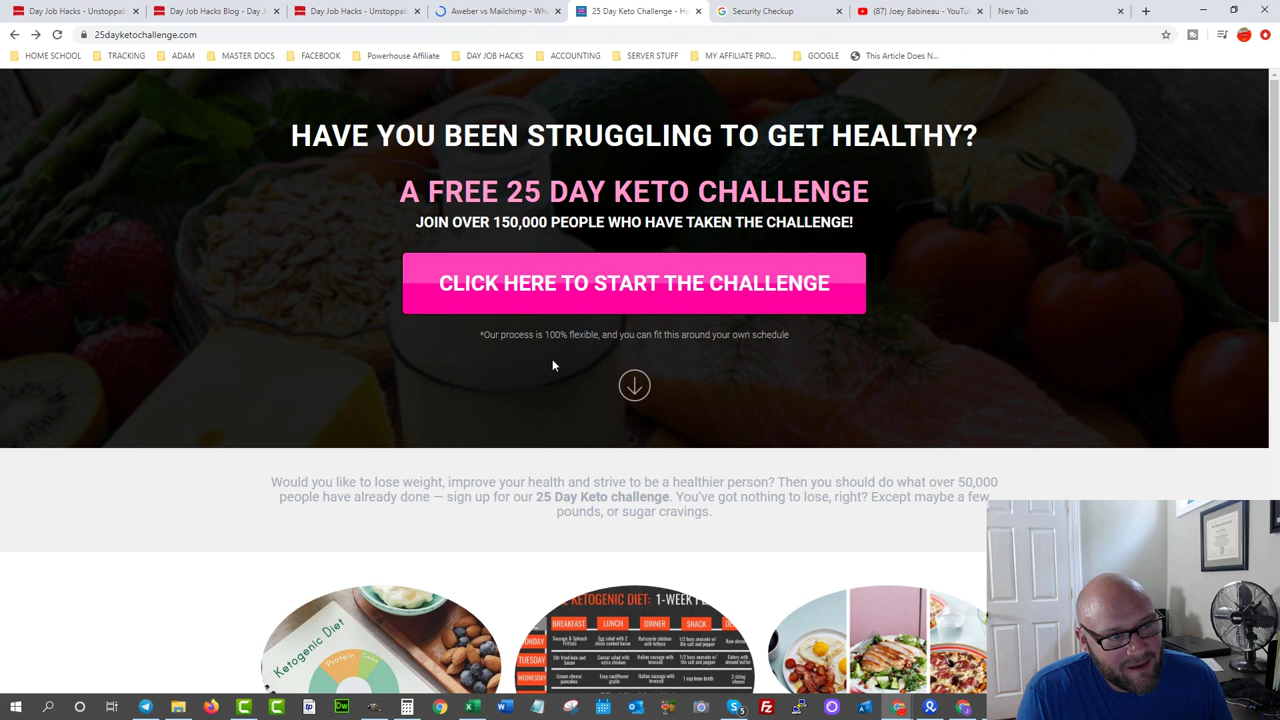 Day Job Hacks - Unstoppab
Day Job Hacks Blog - Day J
Day Job Hacks - Unstoppab
Aweber vs Mailchimp - Wh
25 Day Keto Challenge - Ho
Security Checkup
(87) Joey Babineau - YouTu
New Tab
25dayketochallenge.com
HOME SCHOOL
TRACKING
ADAM
MASTER DOCS
FACEBOOK
Powerhouse Affiliate
DAY JOB HACKS
ACCOUNTING
SERVER STUFF
MY AFFILIATE PRO...
GOOGLE
This Article Does N...
HAVE YOU BEEN STRUGGLING TO GET HEALTHY?
A FREE 25 DAY KETO CHALLENGE
JOIN OVER 150,000 PEOPLE WHO HAVE TAKEN THE CHALLENGE!
CLICK HERE TO START THE CHALLENGE
*Our process is 100% flexible, and you can fit this around your own schedule
Would you like to lose weight, improve your health and strive to be a healthier person? Then you should do what over 50,000
people have already done — sign up for our 25 Day Keto challenge. You've got nothing to lose, right? Except maybe a few
pounds, or sugar cravings.
Ketogenic Diet
Protein
KETOGENIC DIET: 1-WEEK
BREAKFAST
LUNCH
DINNER
SNACK
TUESDAY
WEDNESDAY